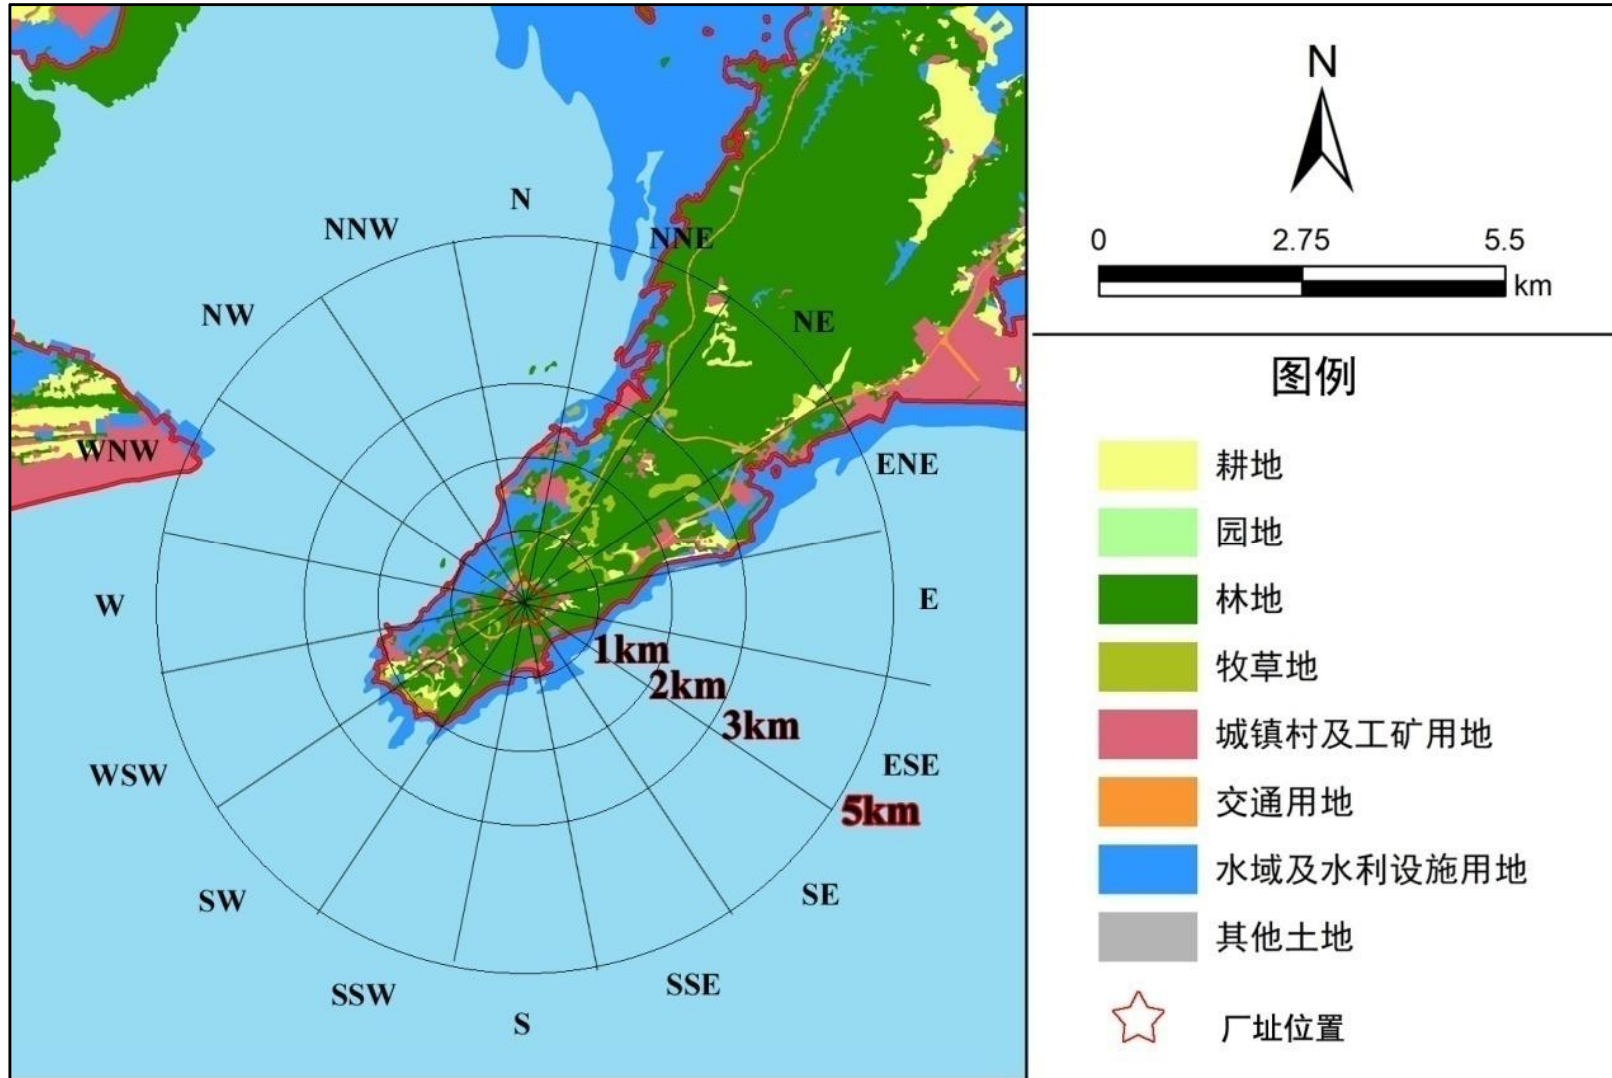 N
NNW
NNE
NW
NE
WNW
ENE
W
E
1km
2km
3km
WSW
ESE
5km
SW
SE
SSW
SSE
S
N
0
2.75
5.5
km
图例
耕地
园地
林地
牧草地
城镇村及工矿用地
交通用地
水域及水利设施用地
其他土地
厂址位置